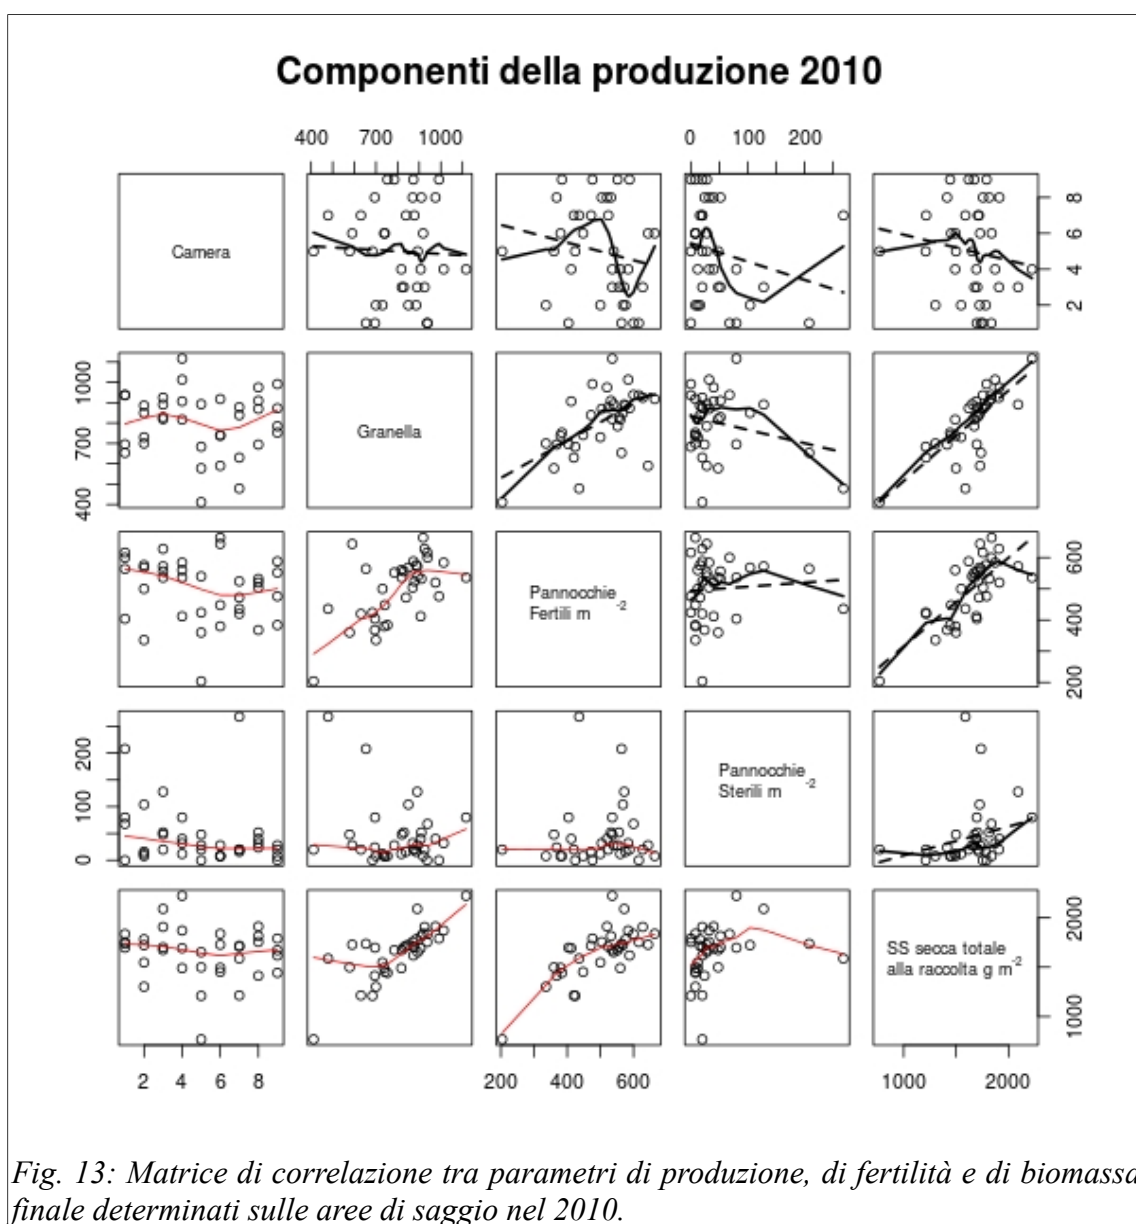 Componenti della produzione 2010
400 700 1000
0 100 200
Camera
2 4 6 8
400 700 1000
Granella
Pannocchie
Fertili m -2
200 400 600
0 100 200
Pannocchie
Sterili m -2
SS secca totale
alla raccolta g m -2
1000 2000
2 4 6 8
200 400 600
1000 2000
Fig. 13: Matrice di correlazione tra parametri di produzione, di fertilità e di biomassa
finale determinati sulle aree di saggio nel 2010.